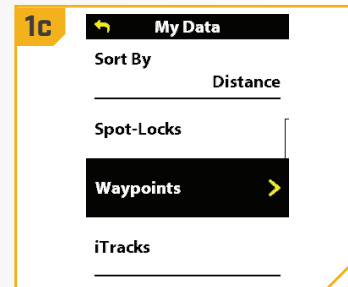 1c
My Data
Sort By
Distance
Spot-Locks
Waypoints
iTracks